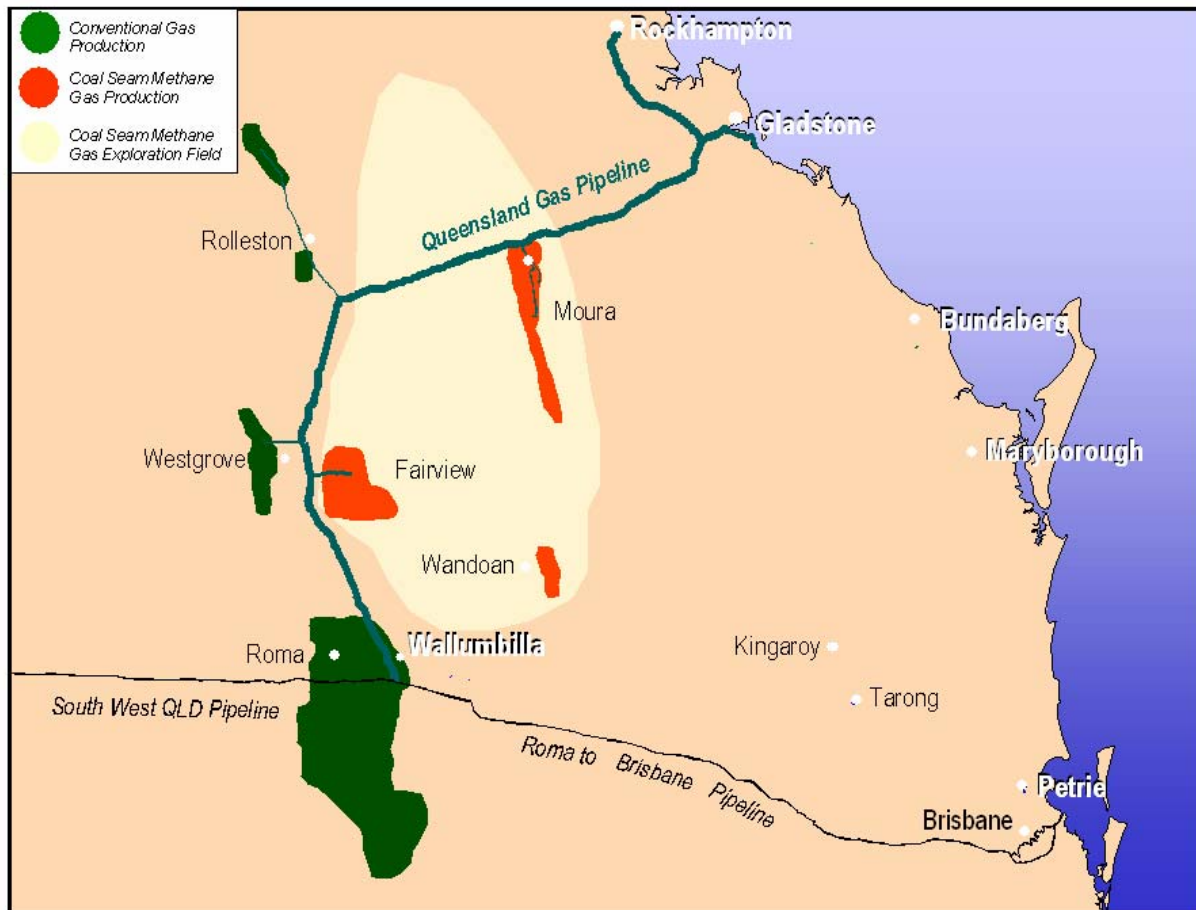 Conventional Gas
Production
Coal Seam Methane
Gas Production
Coal Seam Methane
Gas Exploration Field
Rockhampton
Gladstone
Queensland Gas Pipeline
Rolleston
Moura
Bundaberg
Westgrove
Fairview
Maryborough
Wandoan
Roma
Wallumbilla
Kingaroy
Tarong
South West QLD Pipeline
Roma to Brisbane Pipeline
Petrie
Brisbane